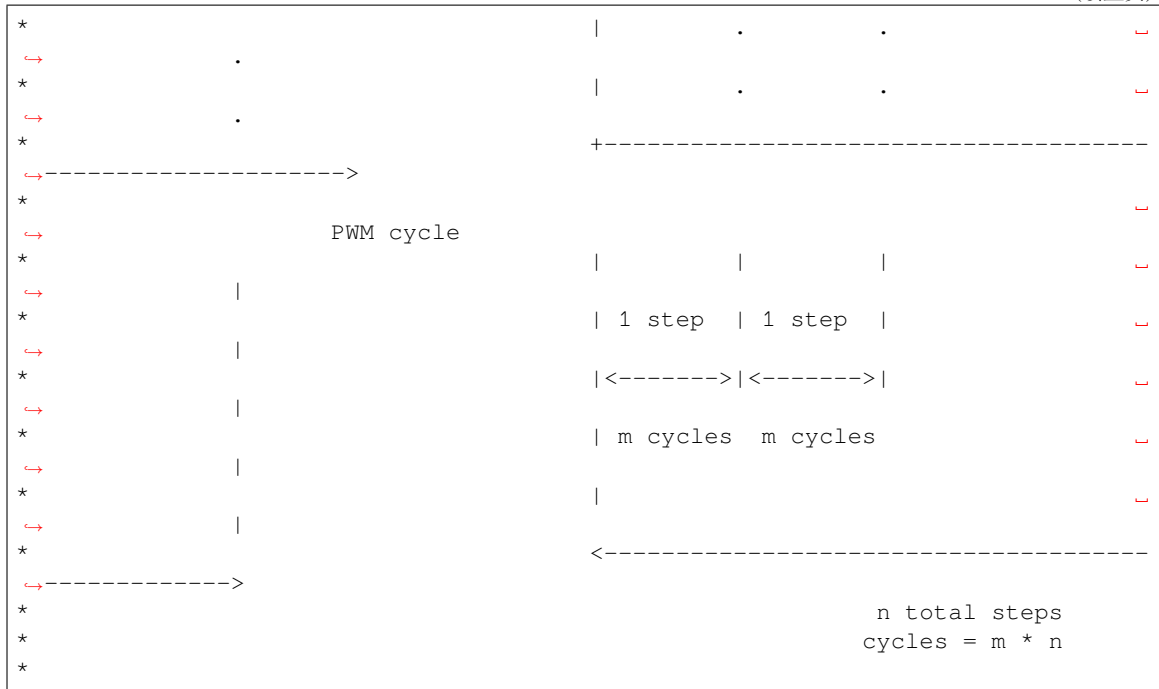 * | . . ␣
↪ .
* | . . ␣
↪ .
* +--------------------------------------
↪--------------------->
* ␣
↪ PWM cycle
* | | | ␣
↪ |
* | 1 step | 1 step | ␣
↪ |
* |<------->|<------->| ␣
↪ |
* | m cycles m cycles ␣
↪ |
* | ␣
↪ |
* <--------------------------------------
↪------------->
* n total steps
* cycles = m * n
*